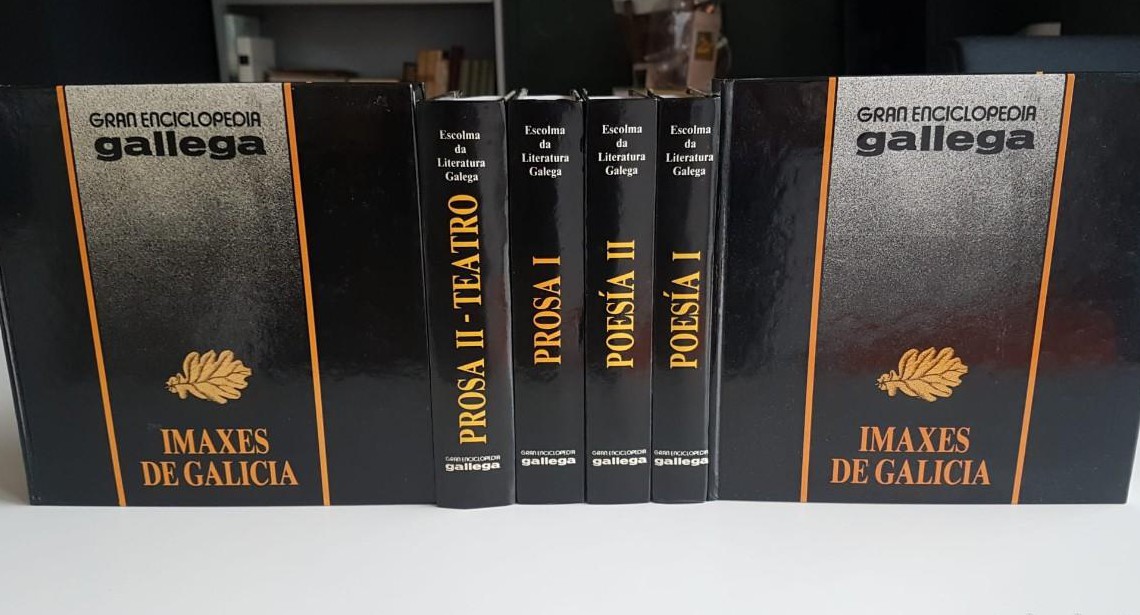 GRAN ENCICLOPEDIA
gallega
IMAXES
DE GALICIA
Escolma
da
Literatura
Galega
PROSA II - TEATRO
GRAN ENCICLOPEDIA
gallega
Escolma
da
Literatura
Galega
PROSA I
GRAN ENCICLOPEDIA
gallega
Escolma
da
Literatura
Galega
POESÍA II
GRAN ENCICLOPEDIA
gallega
Escolma
da
Literatura
Galega
POESÍA I
GRAN ENCICLOPEDIA
gallega
GRAN ENCICLOPEDIA
gallega
IMAXES
DE GALICIA